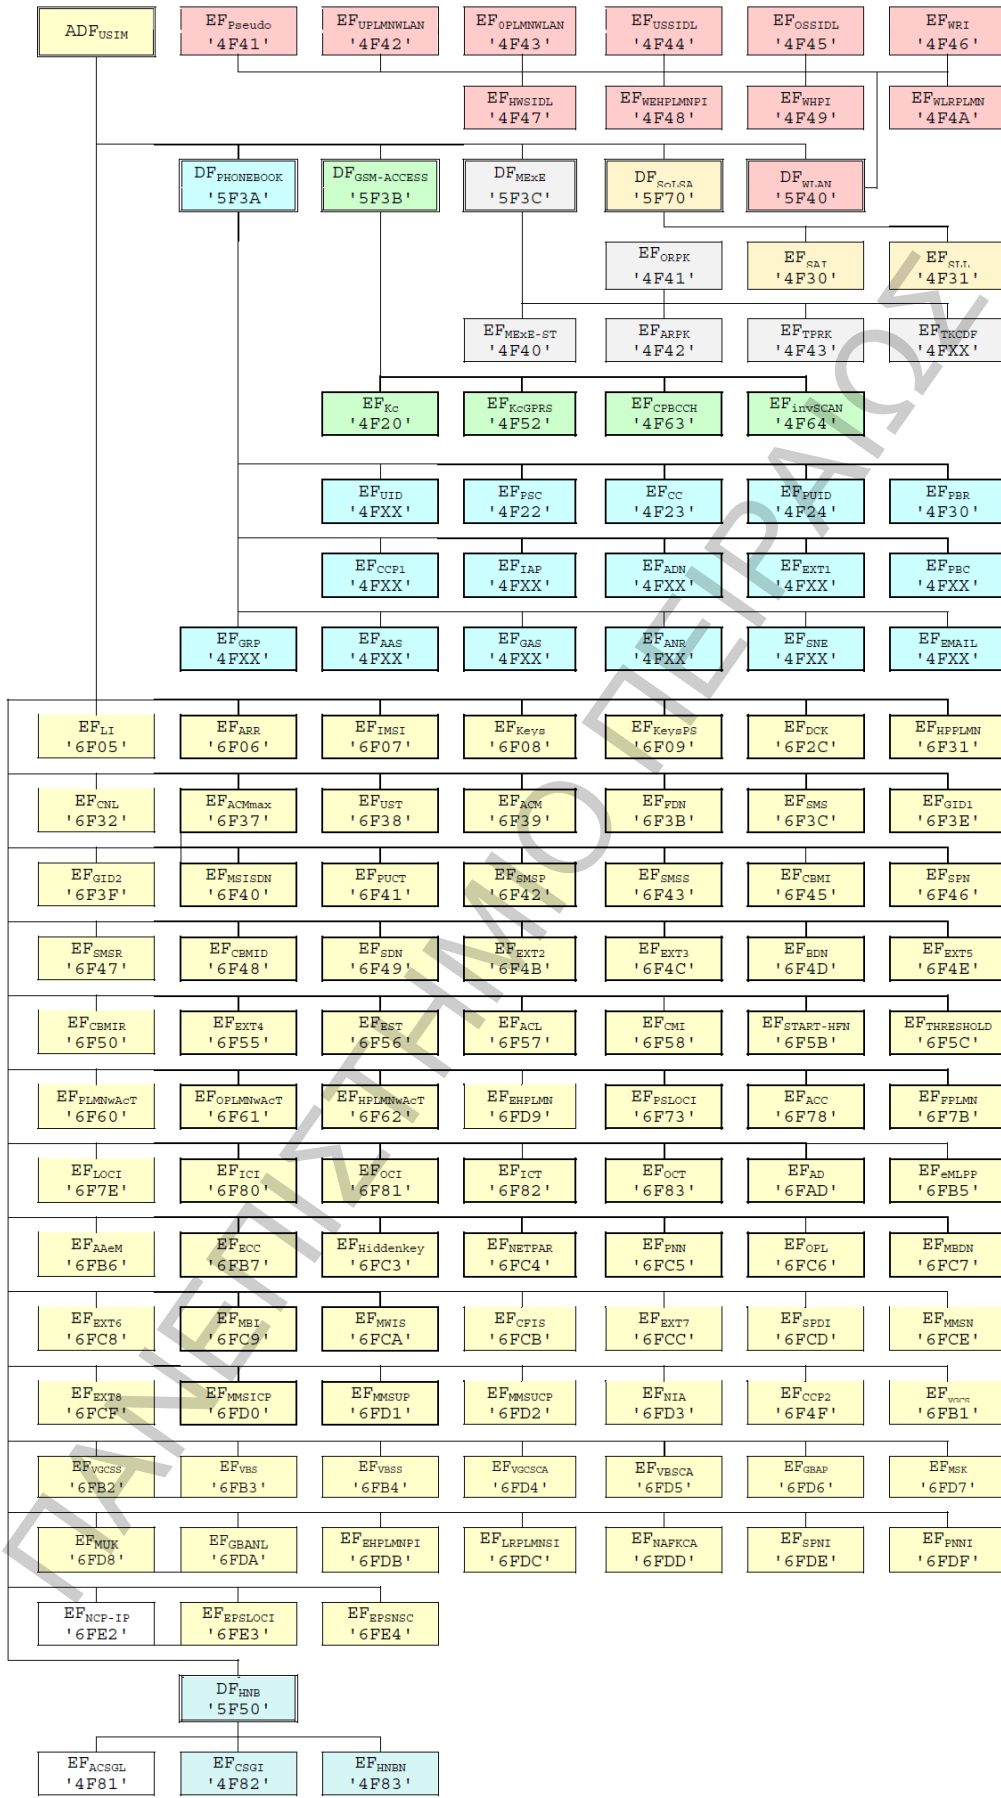 ADFUSIM EFPseudo EFUPLMNWLAN EF0PLMNWLAN EFUSSIDL EFOSSIDL EFWRI
'4F41' '4F42' '4F43' '4F44' '4F45' '4F46'
EFHWSIDL EFWEHPLMNPI EFWHPI EFWLRPLMN
'4F47' '4F48' '4F49' '4F4A'
DFPHONEBOOK DFGSM-ACCESS DFMExE DFSoLSA DFWLAN
'5F3A' '5F3B' '5F3C' '5F70' '5F40'
EFORPK EFSAI EFSLL
'4F41' '4F30' '4F31'
EFMExE-ST EFARPK EFTPRK EFTKCDF
'4F40' '4F42' '4F43' '4FXX'
EFKc EFKcGPRS EFCPBCCH EFinvSCAN
'4F20' '4F52' '4F63' '4F64'
EFUID EFPSC EFCC EFPUID EFPBR
'4FXX' '4F22' '4F23' '4F24' '4F30'
EFCCP1 EFIAP EFADN EFEXT1 EFPBC
'4FXX' '4FXX' '4FXX' '4FXX' '4FXX'
EFGRP EFAAS EFGAS EFANR EFSNE EFEMAIL
'4FXX' '4FXX' '4FXX' '4FXX' '4FXX' '4FXX'
EFLI EFARR EFIMSI EFKeys EFKeysPS EFDCK EFHPPLMN
'6F05' '6F06' '6F07' '6F08' '6F09' '6F2C' '6F31'
EFCNL EFACMmax EFUST EFACM EFFDN EFSMS EFGID1
'6F32' '6F37' '6F38' '6F39' '6F3B' '6F3C' '6F3E'
EFGID2 EFMSISDN EFPUCT EFSMSP EFSMSS EFCBMI EFSPN
'6F3F' '6F40' '6F41' '6F42' '6F43' '6F45' '6F46'
EFSMSR EFCBMID EFSDN EFEXT2 EFEXT3 EFBDN EFEXT5
'6F47' '6F48' '6F49' '6F4B' '6F4C' '6F4D' '6F4E'
EFCBMIR EFEXT4 EFEST EFACL EFCMI EFSTART-HFN EFTHRESHOLD
'6F50' '6F55' '6F56' '6F57' '6F58' '6F5B' '6F5C'
EFPLMNwAcT EFOPLMNwAcT EFHPLMNwAcT EFEHPLMN EFPSLOCI EFACC EFFPLMN
'6F60' '6F61' '6F62' '6FD9' '6F73' '6F78' '6F7B'
EFLOCI EFICI EFOCI EFICT EFOCT EFAD EFeMLPP
'6F7E' '6F80' '6F81' '6F82' '6F83' '6FAD' '6FB5'
EFAAeM EFECC EFHiddenkey EFNETPAR EFPNN EFOPL EFMBDN
'6FB6' '6FB7' '6FC3' '6FC4' '6FC5' '6FC6' '6FC7'
EFEXT6 EFMBI EFMWIS EFCFIS EFEXT7 EFSPDI EFMMSN
'6FC8' '6FC9' '6FCA' '6FCB' '6FCC' '6FCD' '6FCE'
EFEXT8 EFMMSICP EFMMSUP EFMMSUCP EFNIA EFCCP2 EFVGCS
'6FCF' '6FD0' '6FD1' '6FD2' '6FD3' '6F4F' '6FB1'
EFVGCSS EFVBS EFVBSS EFVGCSCA EFVBSCA EFGBAP EFMSK
'6FB2' '6FB3' '6FB4' '6FD4' '6FD5' '6FD6' '6FD7'
EFMUK EFGBANL EFEHPLMNPI EFLRPLMNSI EFNAFKCA EFSPNI EFPNNI
'6FD8' '6FDA' '6FDB' '6FDC' '6FDD' '6FDE' '6FDF'
EFNCP-IP EFEPSLOCI EFEPSNSC
'6FE2' '6FE3' '6FE4'
DFHNB
'5F50'
EFACSGL EFCSGI EFHNBN
'4F81' '4F82' '4F83'
ΠΑΝΕΠΙΣΤΗΜΙΟ ΠΕΙΡΑΙΩΣ